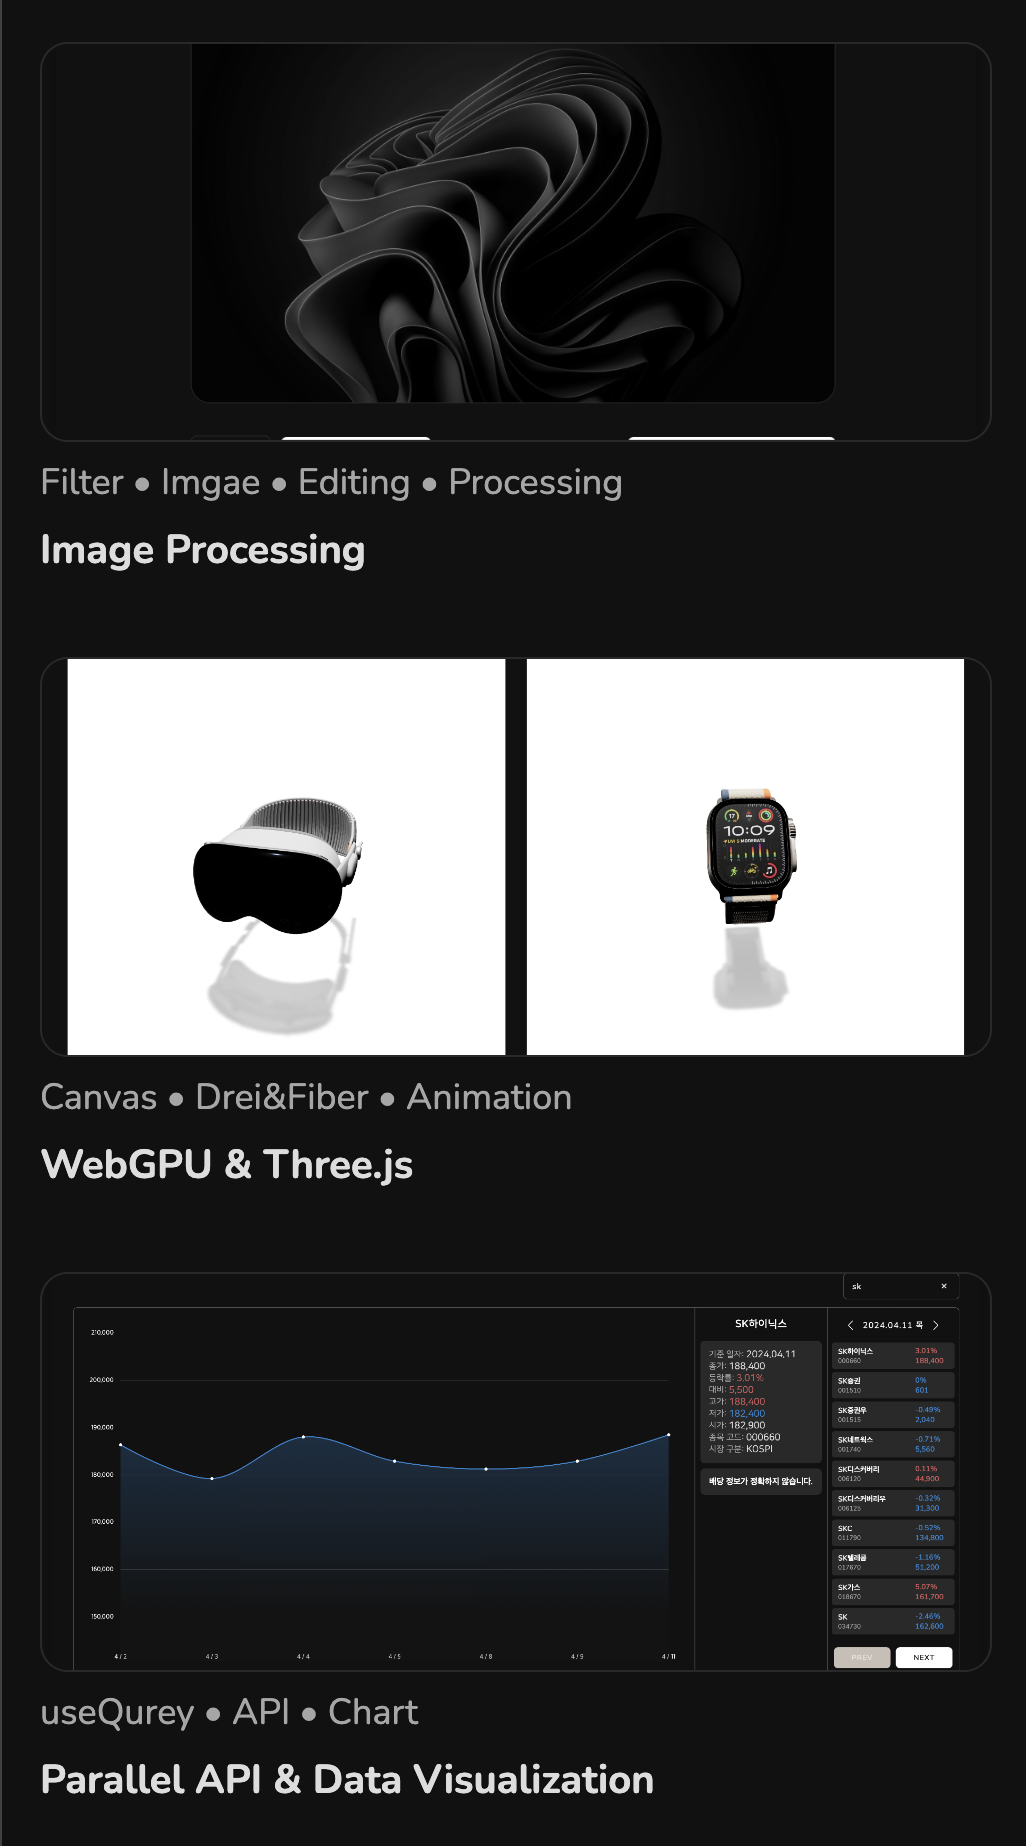 Filter ● Imgae ● Editing ● Processing
Image Processing
17
10:09
MODERATE
Canvas ● Drei&Fiber ● Animation
WebGPU & Three.js
sk ×
210,000
200,000
190,000
180,000
170,000
160,000
150,000
4 / 2 4 / 3 4 / 4 4 / 5 4 / 8 4 / 9 4 / 11
SK하이닉스
기준 일자: 2024.04.11
종가: 188,400
등락률: 3.01%
대비: 5,500
고가: 188,400
저가: 182,400
시가: 182,900
종목 코드: 000660
시장 구분: KOSPI
배당 정보가 정확하지 않습니다.
2024.04.11 목
SK하이닉스 3.01%
000660 188,400
SK증권 0%
001510 601
SK증권우 -0.49%
001515 2,040
SK네트웍스 -0.71%
001740 5,560
SK디스커버리 0.11%
006120 44,900
SK디스커버리우 -0.32%
006125 31,300
SKC -0.52%
011790 134,800
SK텔레콤 -1.16%
017670 51,200
SK가스 5.07%
018670 161,700
SK -2.46%
034730 162,600
PREV NEXT
useQurey ● API ● Chart
Parallel API & Data Visualization